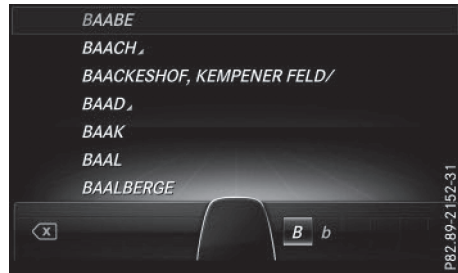 BAABE
BAACH
BAACKESHOF, KEMPENER FELD/
BAAD
BAAK
BAAL
BAALBERGE
B b
P82.89-2152-31